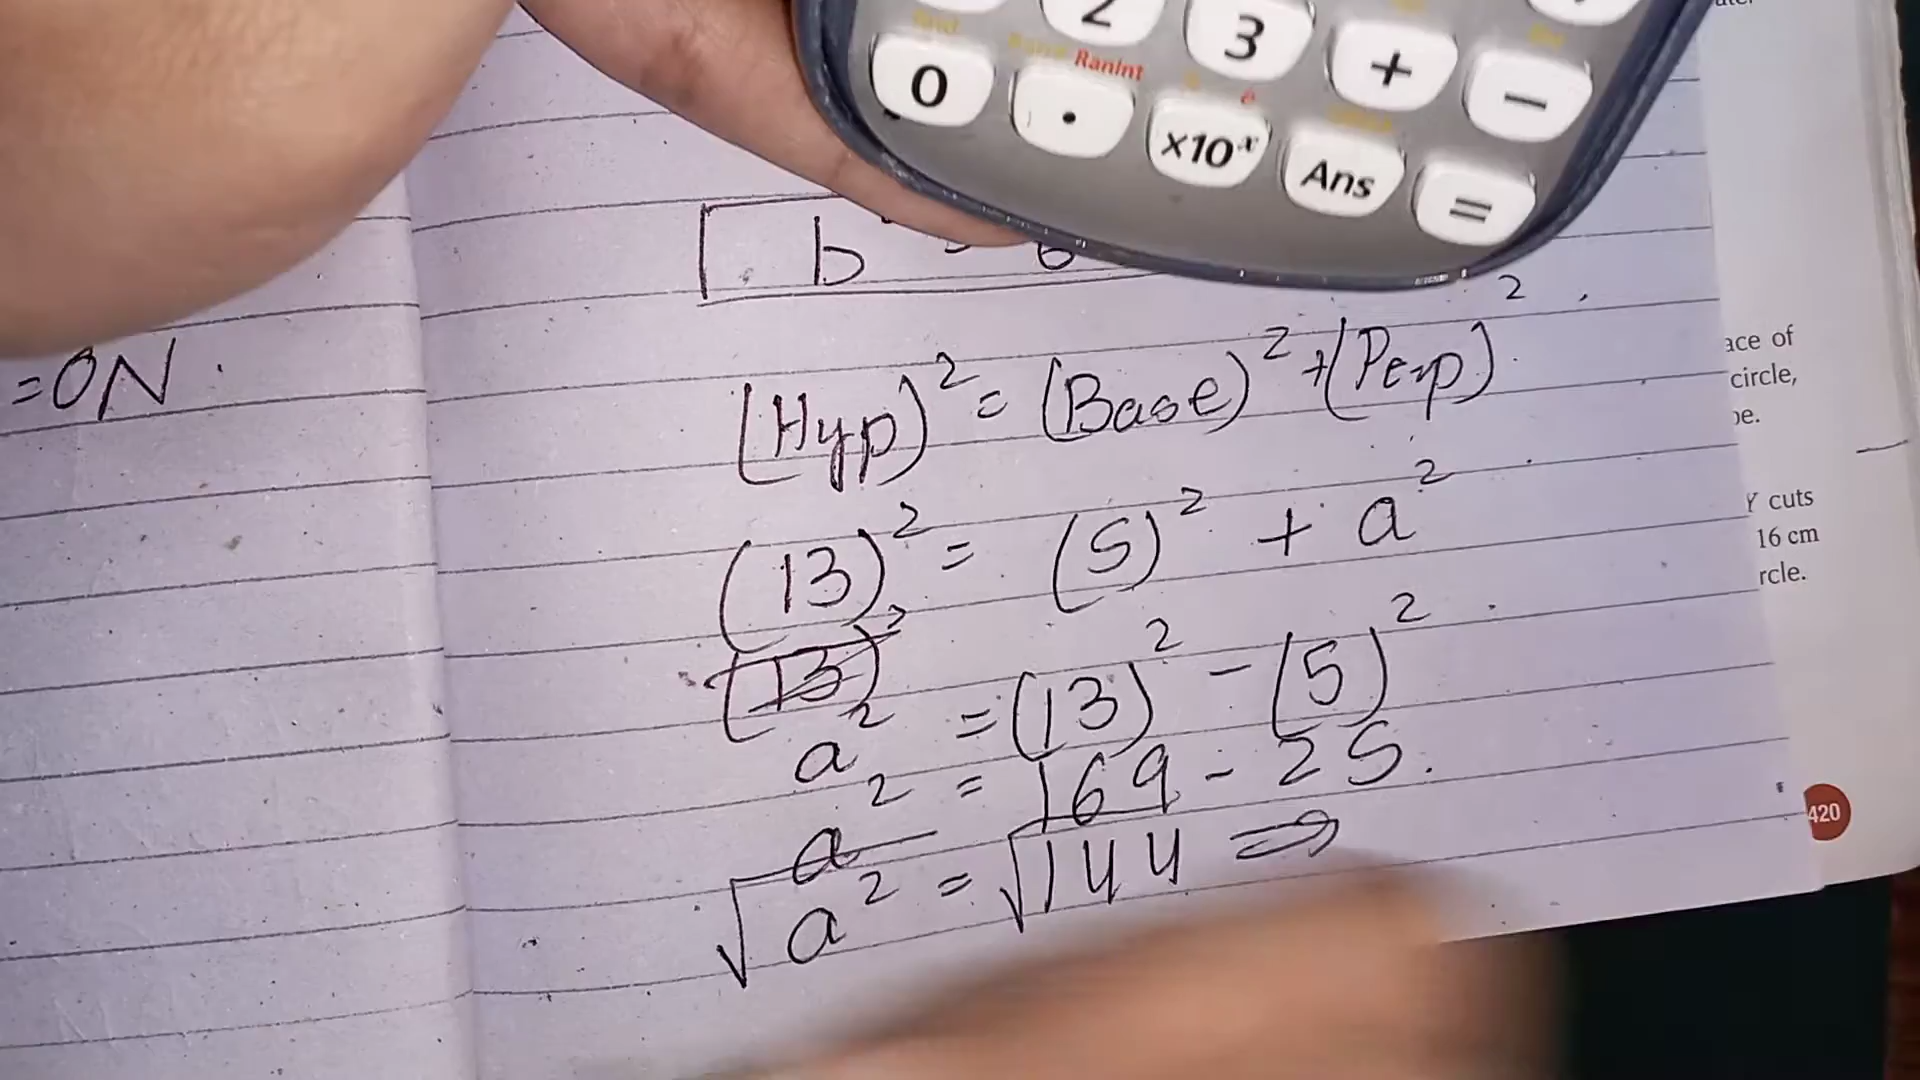 2 3 + −
0 . Ranint ×10ˣ Ans =
b
=ON.
(Hyp)² = (Base)² + (Perp)²
(13)² = (5)² + a²
(13)²
a² = (13)² - (5)²
a² = 169 - 25.
√a² = √144 ⇒
ace of
circle,
Y cuts
16 cm
rcle.
420